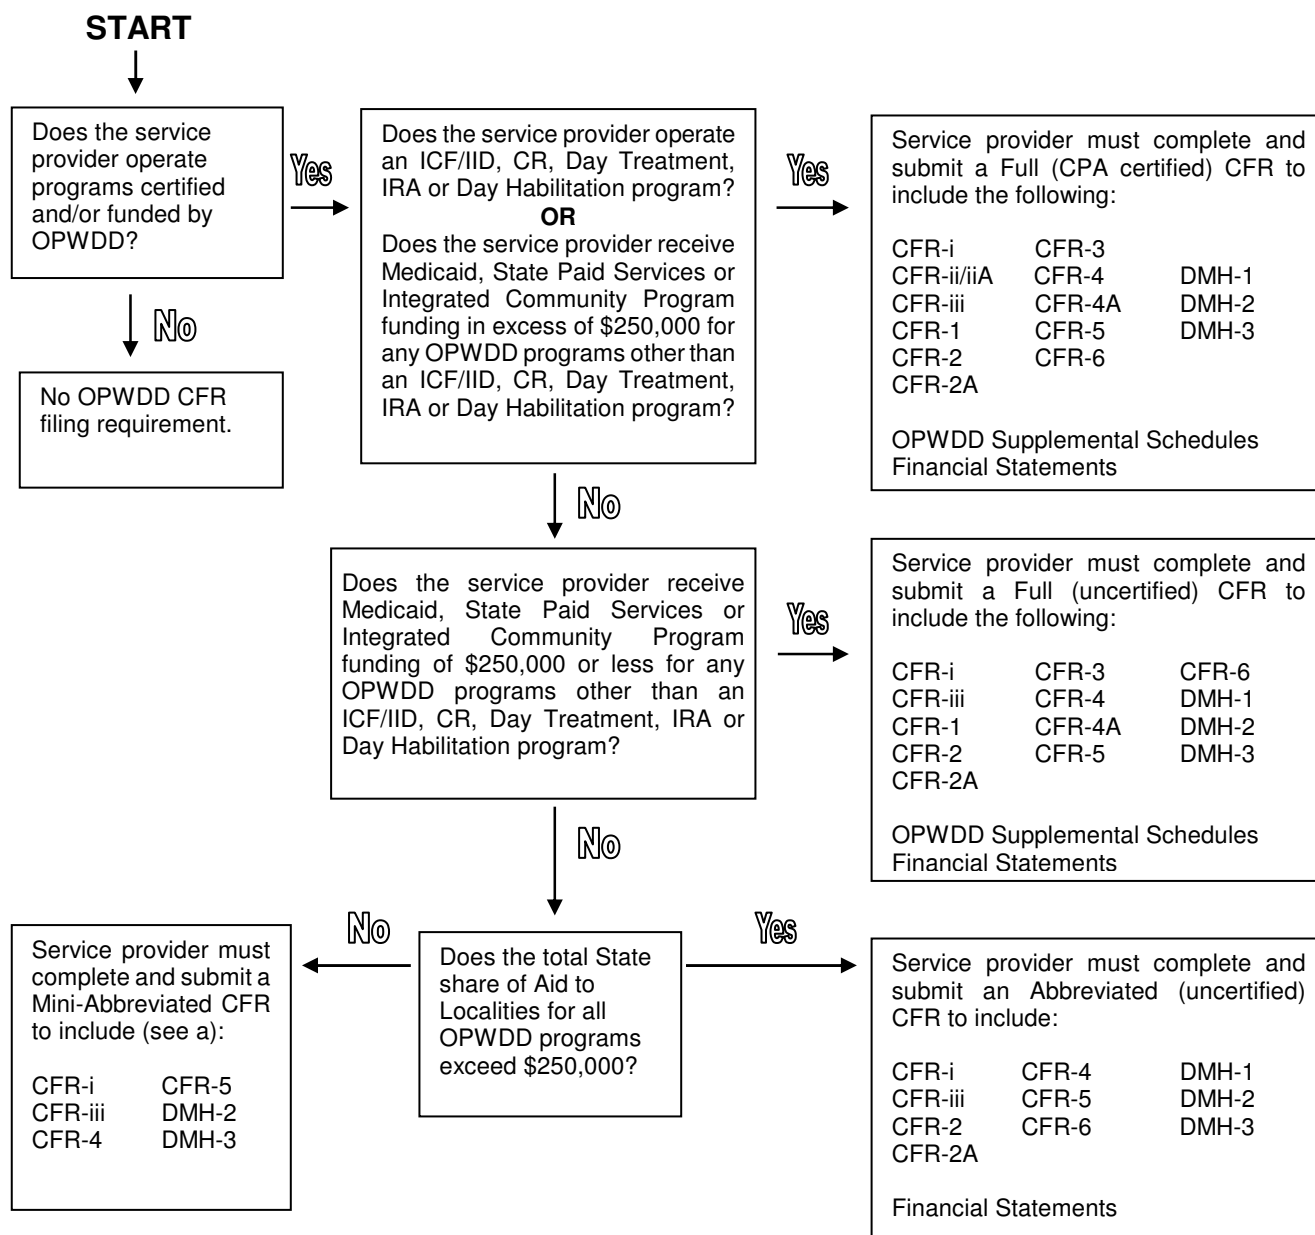 START
Does the service
provider operate
programs certified
and/or funded by
OPWDD?
Yes
Does the service provider operate
an ICF/IID, CR, Day Treatment,
IRA or Day Habilitation program?
OR
Does the service provider receive
Medicaid, State Paid Services or
Integrated Community Program
funding in excess of $250,000 for
any OPWDD programs other than
an ICF/IID, CR, Day Treatment,
IRA or Day Habilitation program?
Yes
Service provider must complete and
submit a Full (CPA certified) CFR to
include the following:
CFR-i CFR-3
CFR-ii/iiA CFR-4 DMH-1
CFR-iii CFR-4A DMH-2
CFR-1 CFR-5 DMH-3
CFR-2 CFR-6
CFR-2A
OPWDD Supplemental Schedules
Financial Statements
No
No OPWDD CFR
filing requirement.
No
Does the service provider receive
Medicaid, State Paid Services or
Integrated Community Program
funding of $250,000 or less for any
OPWDD programs other than an
ICF/IID, CR, Day Treatment, IRA or
Day Habilitation program?
Yes
Service provider must complete and
submit a Full (uncertified) CFR to
include the following:
CFR-i CFR-3 CFR-6
CFR-iii CFR-4 DMH-1
CFR-1 CFR-4A DMH-2
CFR-2 CFR-5 DMH-3
CFR-2A
OPWDD Supplemental Schedules
Financial Statements
No
Does the total State
share of Aid to
Localities for all
OPWDD programs
exceed $250,000?
No
Service provider must
complete and submit a
Mini-Abbreviated CFR
to include (see a):
CFR-i CFR-5
CFR-iii DMH-2
CFR-4 DMH-3
Yes
Service provider must complete and
submit an Abbreviated (uncertified)
CFR to include:
CFR-i CFR-4 DMH-1
CFR-iii CFR-5 DMH-2
CFR-2 CFR-6 DMH-3
CFR-2A
Financial Statements